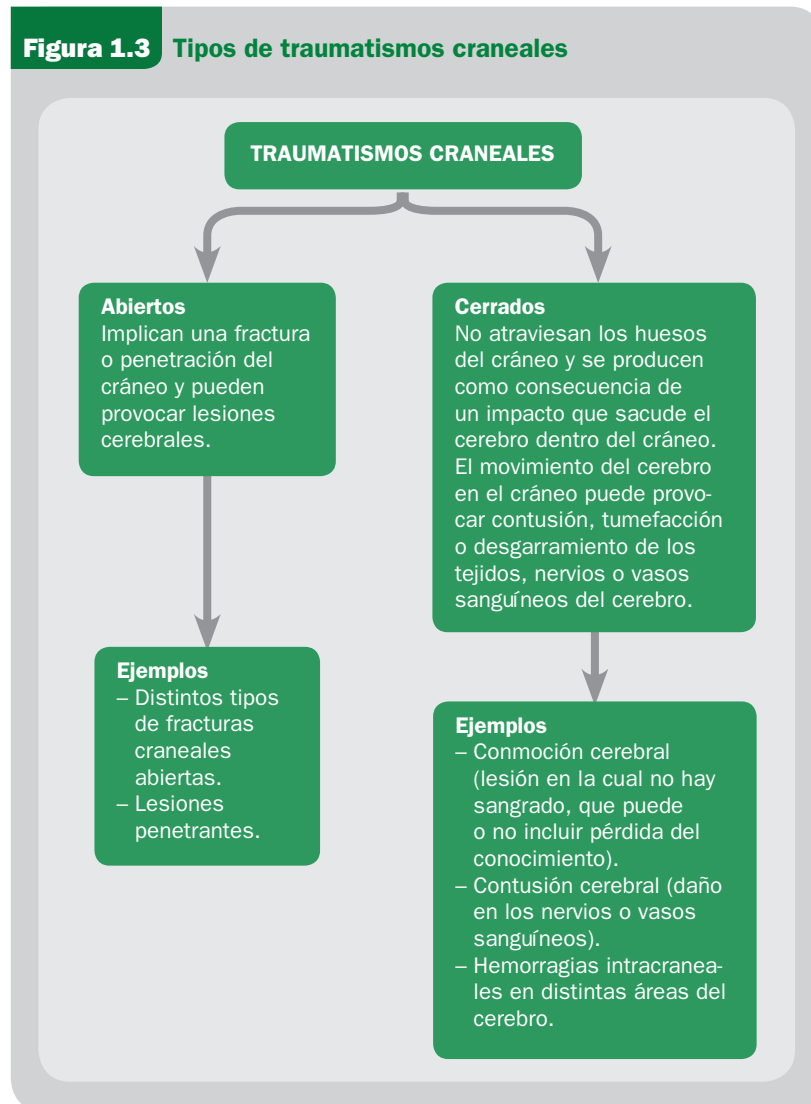 Figura 1.3 Tipos de traumatismos craneales
TRAUMATISMOS CRANEALES
Abiertos
Implican una fractura
o penetración del
cráneo y pueden
provocar lesiones
cerebrales.
Ejemplos
– Distintos tipos
de fracturas
craneales
abiertas.
– Lesiones
penetrantes.
Cerrados
No atraviesan los huesos
del cráneo y se producen
como consecuencia de
un impacto que sacude el
cerebro dentro del cráneo.
El movimiento del cerebro
en el cráneo puede provo-
car contusión, tumefacción
o desgarramiento de los
tejidos, nervios o vasos
sanguíneos del cerebro.
Ejemplos
– Conmoción cerebral
(lesión en la cual no hay
sangrado, que puede
o no incluir pérdida del
conocimiento).
– Contusión cerebral (daño
en los nervios o vasos
sanguíneos).
– Hemorragias intracranea-
les en distintas áreas del
cerebro.